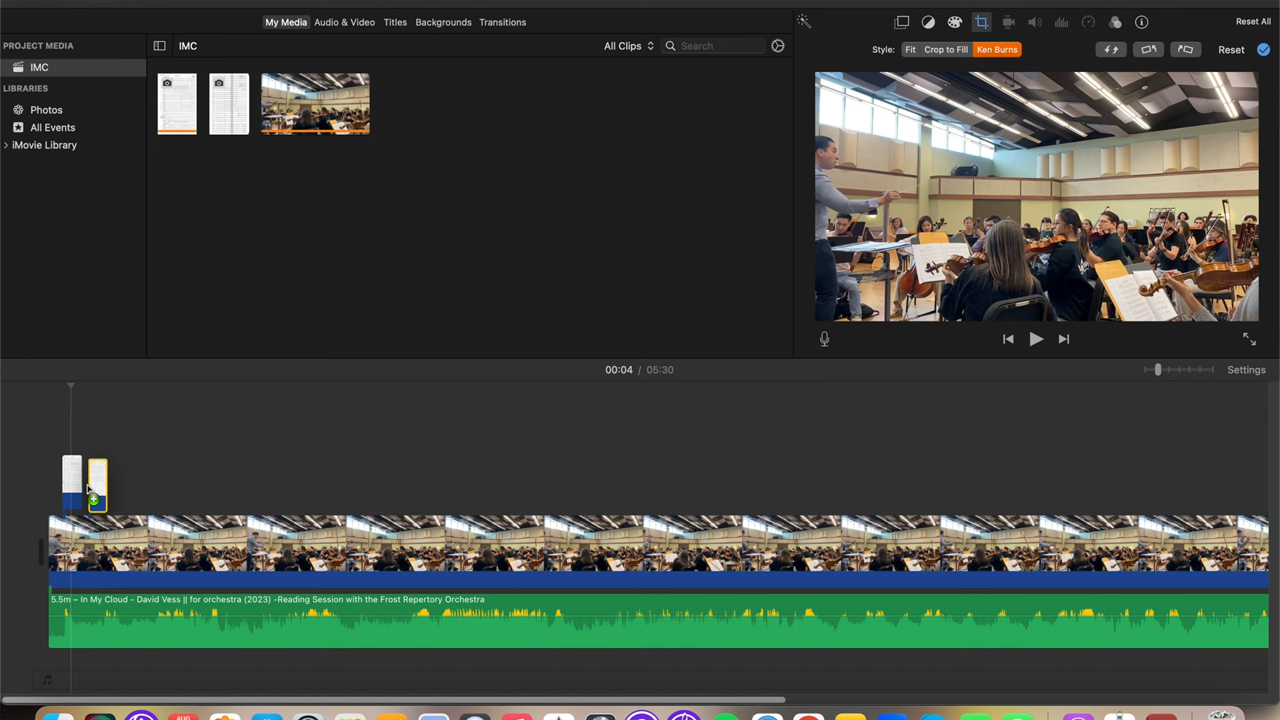 My Media Audio & Video Titles Backgrounds Transitions
Reset All
PROJECT MEDIA
IMC
All Clips
Search
Style: Fit Crop to Fill Ken Burns
Reset
IMC
LIBRARIES
Photos
All Events
iMovie Library
00:04 / 05:30
Settings
5.5m – In My Cloud - David Vess || for orchestra (2023) -Reading Session with the Frost Repertory Orchestra
AUG